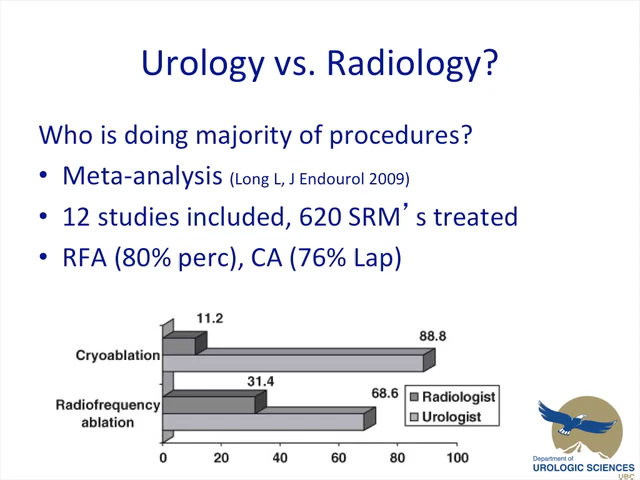 Urology vs. Radiology?
Who is doing majority of procedures?
• Meta-analysis (Long L, J Endourol 2009)
• 12 studies included, 620 SRM’s treated
• RFA (80% perc), CA (76% Lap)
11.2
88.8
Cryoablation
31.4
68.6
Radiofrequency
ablation
Radiologist
Urologist
0 20 40 60 80 100
Department of
UROLOGIC SCIENCES
UBC